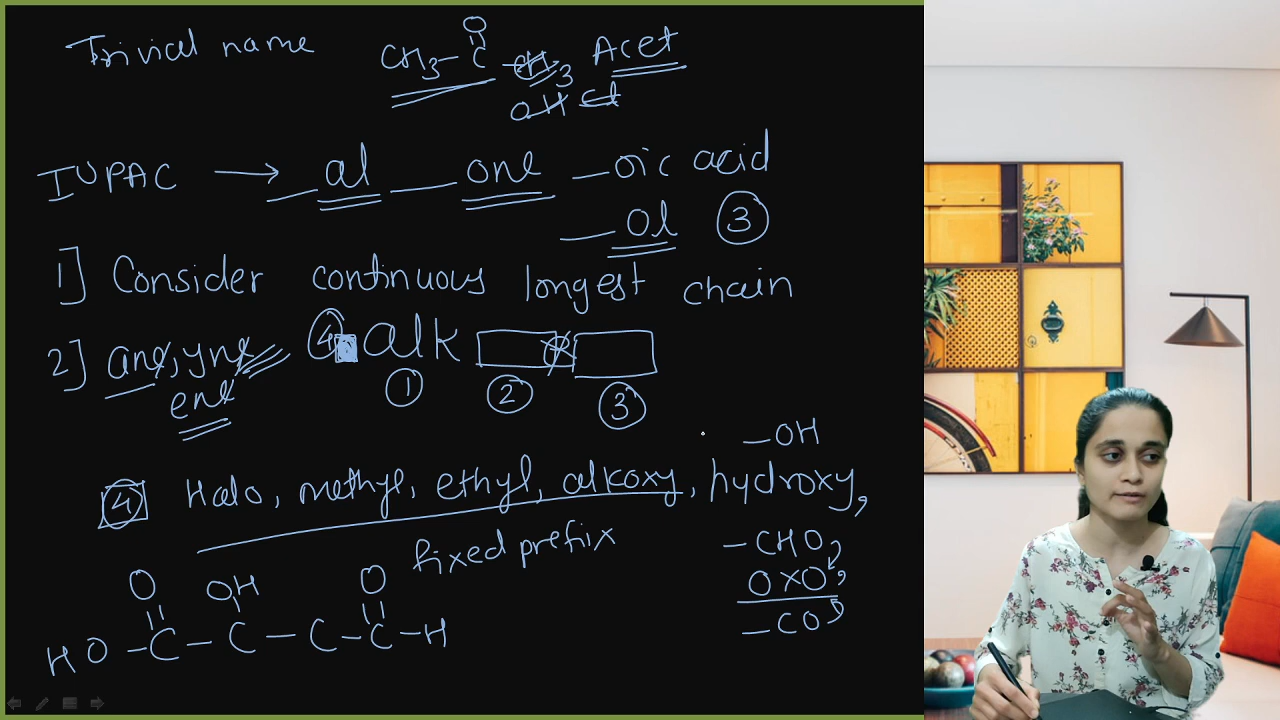 Trivial name CH3-C-CH3 Acet
O
OH
IUPAC → _al _one _oic acid
_ol 3
1] Consider continuous longest chain
2] ane, yne 4 alk
ene 1 2 3
-OH
4 Halo, methyl, ethyl, alkoxy, hydroxy,
fixed prefix
-CHO,
OXO,
-CO
O OH O
HO-C-C-C-C-H